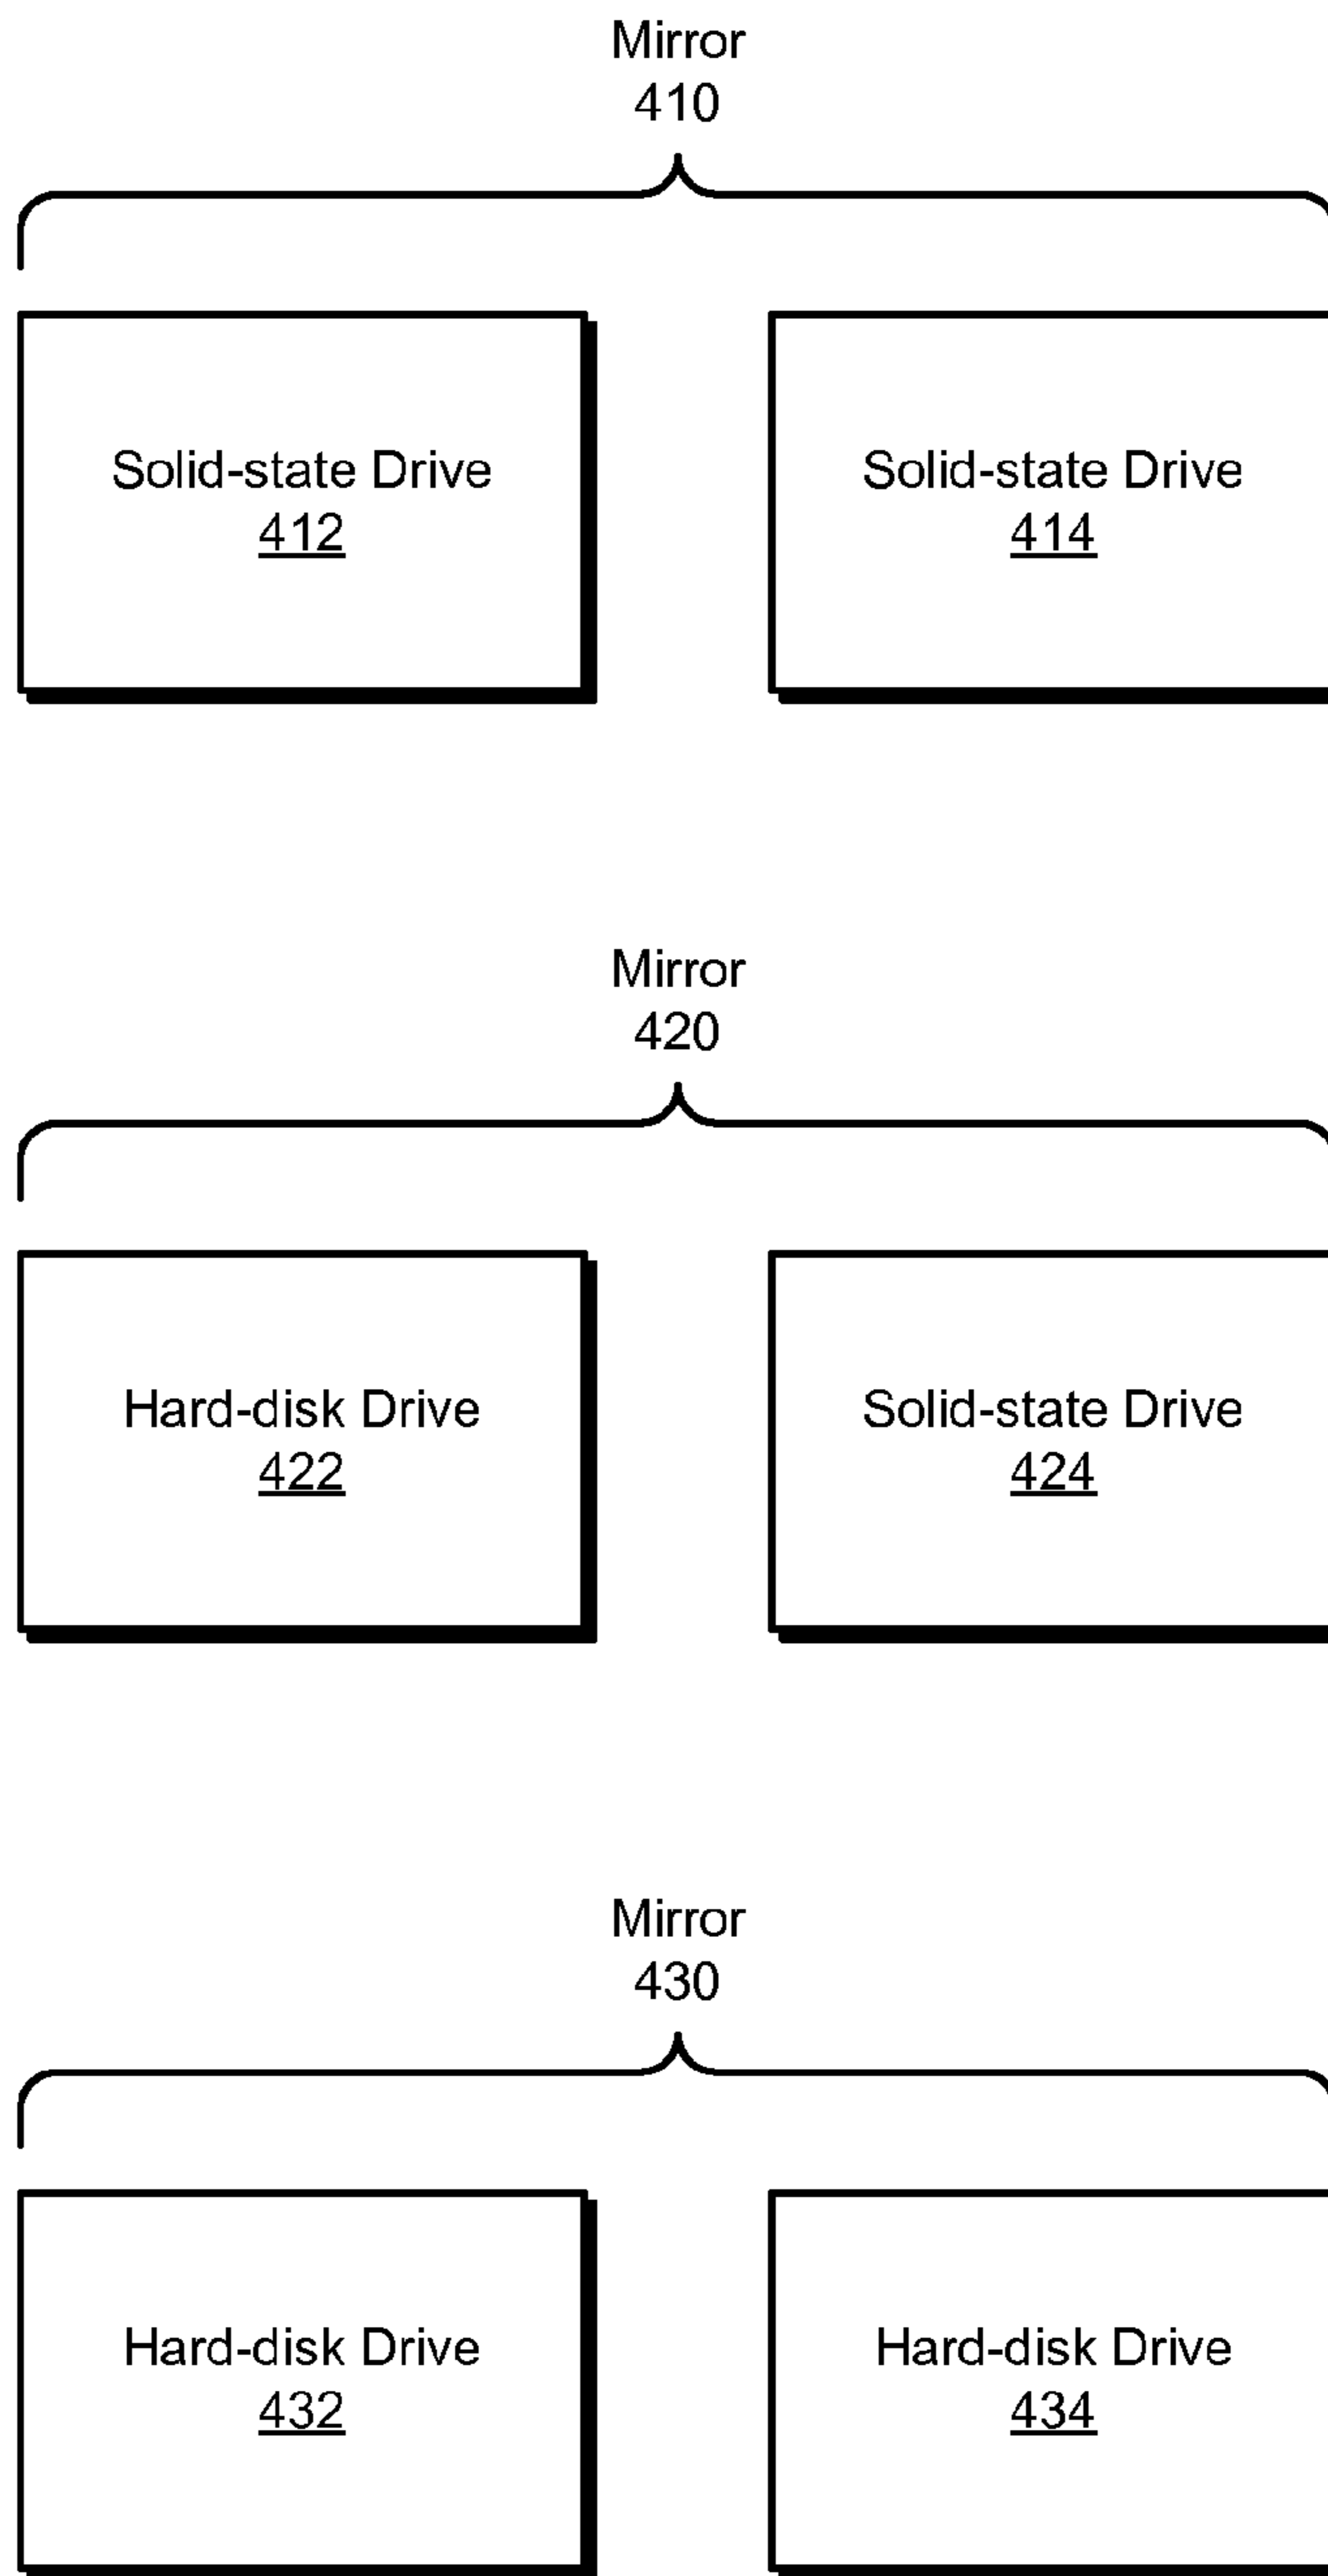 Mirror
410
Solid-state Drive
412
Solid-state Drive
414
Mirror
420
Hard-disk Drive
422
Solid-state Drive
424
Mirror
430
Hard-disk Drive
432
Hard-disk Drive
434